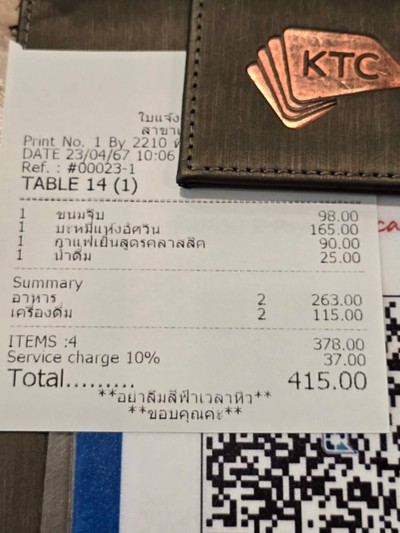 KTC
ใบแจ้ง
สาขา
Print No. 1 By 2210
DATE 23/04/67 10:06
Ref. : #00023-1
TABLE 14 (1)
1 ขนมจีบ 98.00
1 บะหมี่แห้งอัศวิน 165.00
1 กาแฟเย็นสูตรคลาสสิค 90.00
1 น้ำดื่ม 25.00
Summary
อาหาร 2 263.00
เครื่องดื่ม 2 115.00
ITEMS :4 378.00
Service charge 10% 37.00
Total......... 415.00
**อย่าลืมสีฟ้าเวลาหิว**
**ขอบคุณคะ**